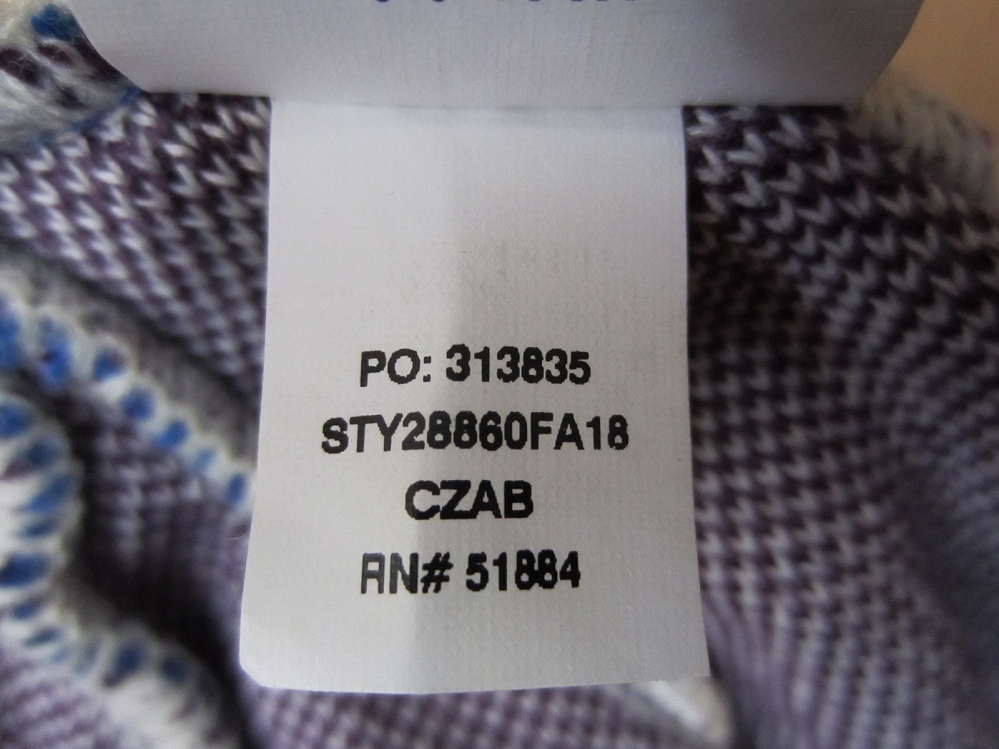 PO: 313835
STY28860FA18
CZAB
RN# 51884